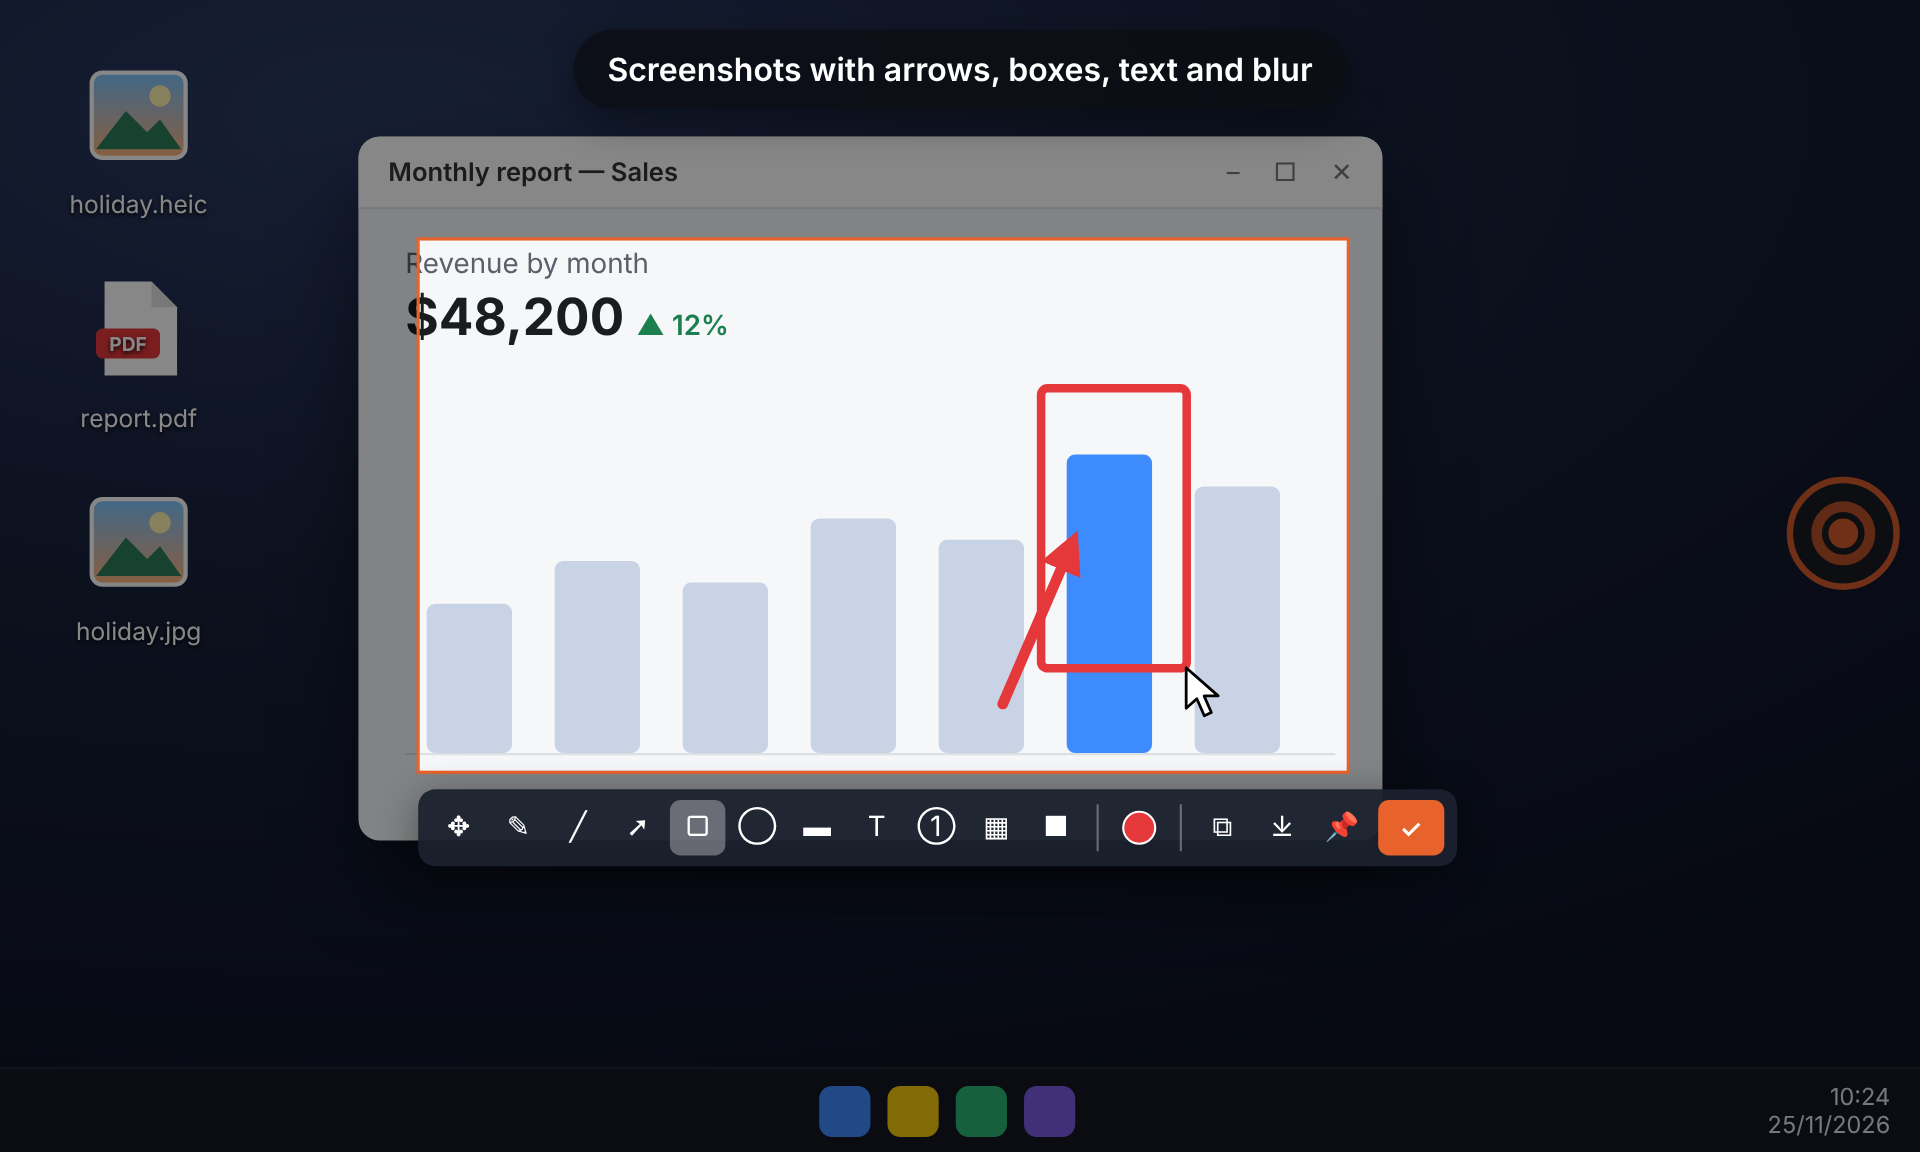 Screenshots with arrows, boxes, text and blur
holiday.heic
PDF
report.pdf
holiday.jpg
Monthly report — Sales
Revenue by month
$48,200 ▲ 12%
T
1
10:24
25/11/2026